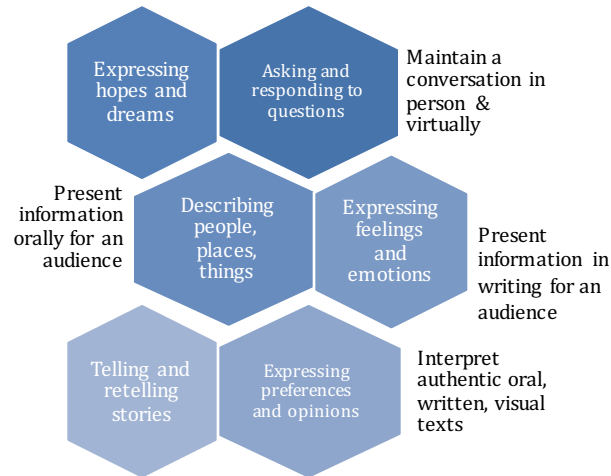 Expressing
hopes and
dreams
Asking and
responding to
questions
Maintain a
conversation in
person &
virtually
Present
information
orally for an
audience
Describing
people,
places,
things
Expressing
feelings
and
emotions
Present
information in
writing for an
audience
Telling and
retelling
stories
Expressing
preferences
and opinions
Interpret
authentic oral,
written, visual
texts